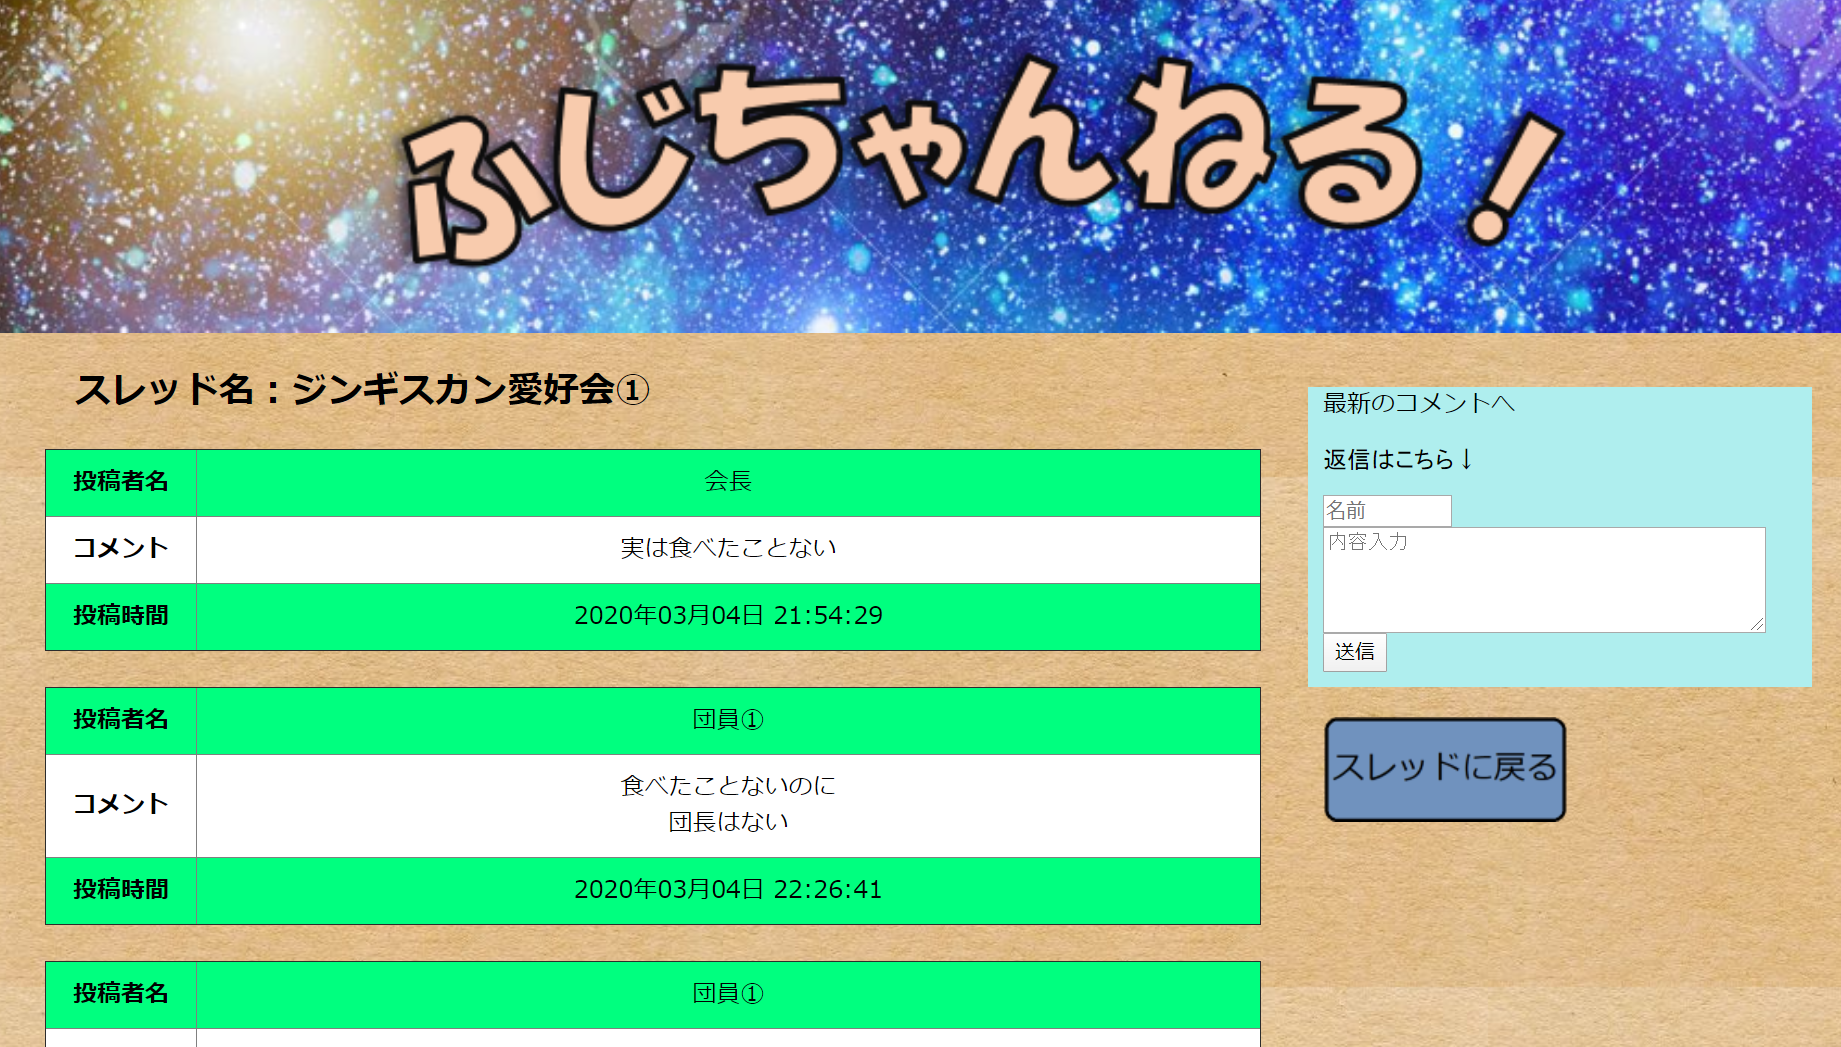 ふじちゃんねる！
スレッド名：ジンギスカン愛好会①
投稿者名 会長
コメント 実は食べたことない
投稿時間 2020年03月04日 21:54:29
投稿者名 団員①
コメント 食べたことないのに
団長はない
投稿時間 2020年03月04日 22:26:41
投稿者名 団員①
最新のコメントへ
返信はこちら↓
名前
内容入力
送信
スレッドに戻る